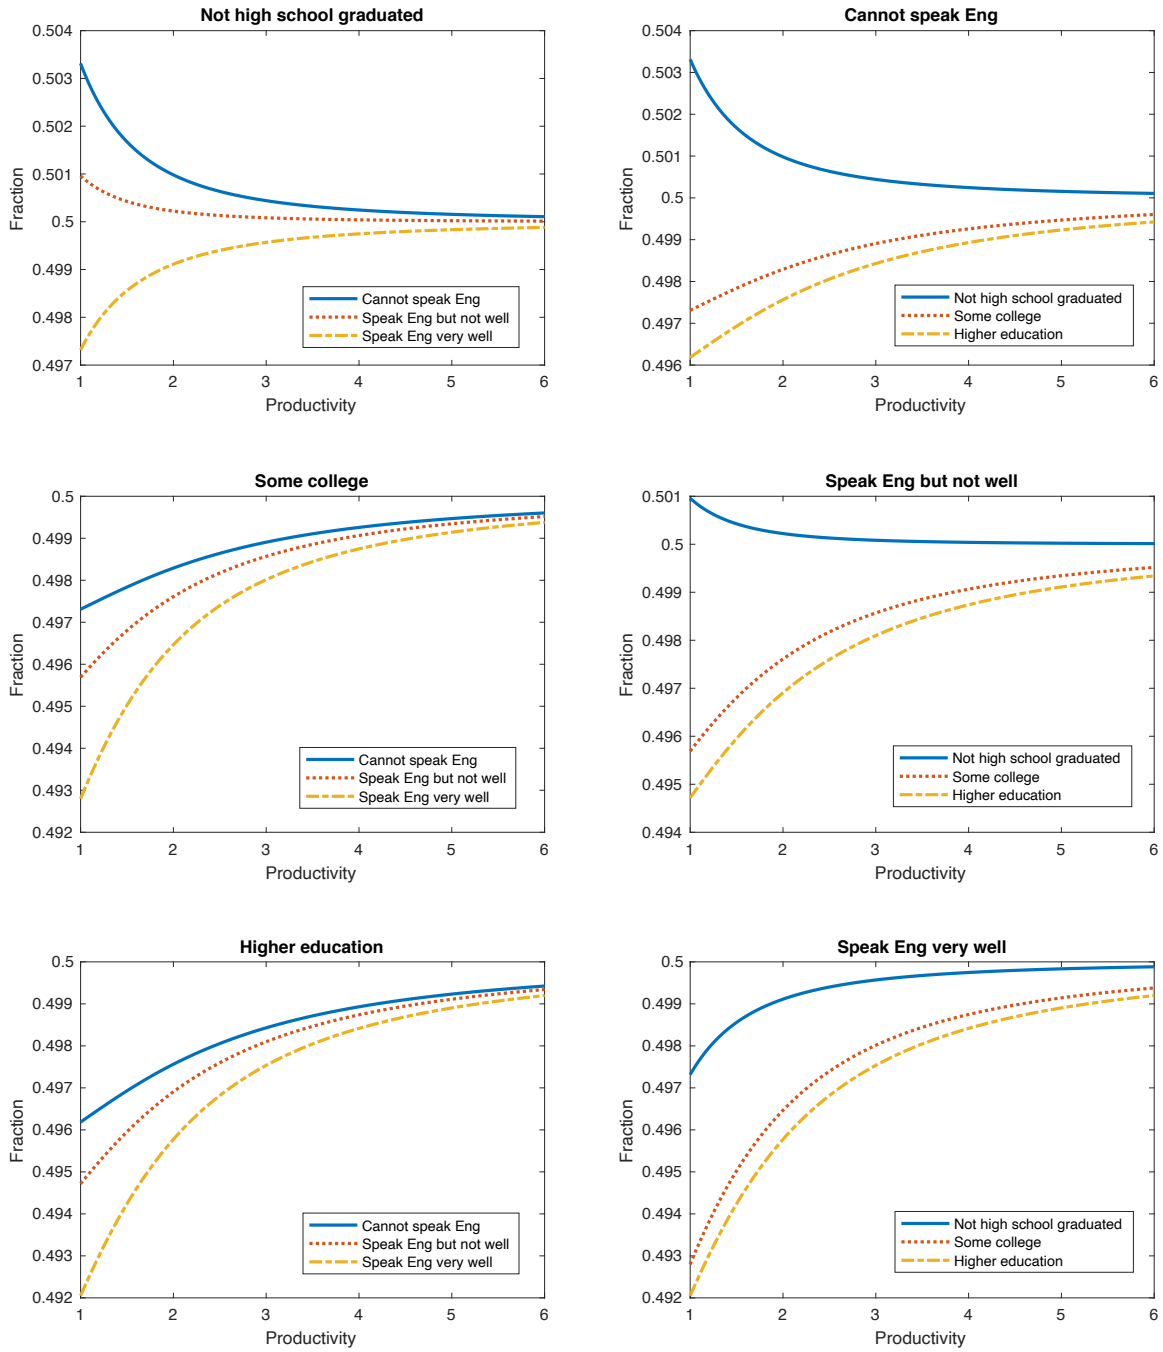 Not high school graduated
0.504
0.503
0.502
0.501
0.5
0.499
0.498
0.497
Fraction
Cannot speak Eng
Speak Eng but not well
Speak Eng very well
1 2 3 4 5 6
Productivity
Cannot speak Eng
0.504
0.503
0.502
0.501
0.5
0.499
0.498
0.497
0.496
Fraction
Not high school graduated
Some college
Higher education
1 2 3 4 5 6
Productivity
Some college
0.5
0.499
0.498
0.497
0.496
0.495
0.494
0.493
0.492
Fraction
Cannot speak Eng
Speak Eng but not well
Speak Eng very well
1 2 3 4 5 6
Productivity
Speak Eng but not well
0.501
0.5
0.499
0.498
0.497
0.496
0.495
0.494
Fraction
Not high school graduated
Some college
Higher education
1 2 3 4 5 6
Productivity
Higher education
0.5
0.499
0.498
0.497
0.496
0.495
0.494
0.493
0.492
Fraction
Cannot speak Eng
Speak Eng but not well
Speak Eng very well
1 2 3 4 5 6
Productivity
Speak Eng very well
0.5
0.499
0.498
0.497
0.496
0.495
0.494
0.493
0.492
Fraction
Not high school graduated
Some college
Higher education
1 2 3 4 5 6
Productivity